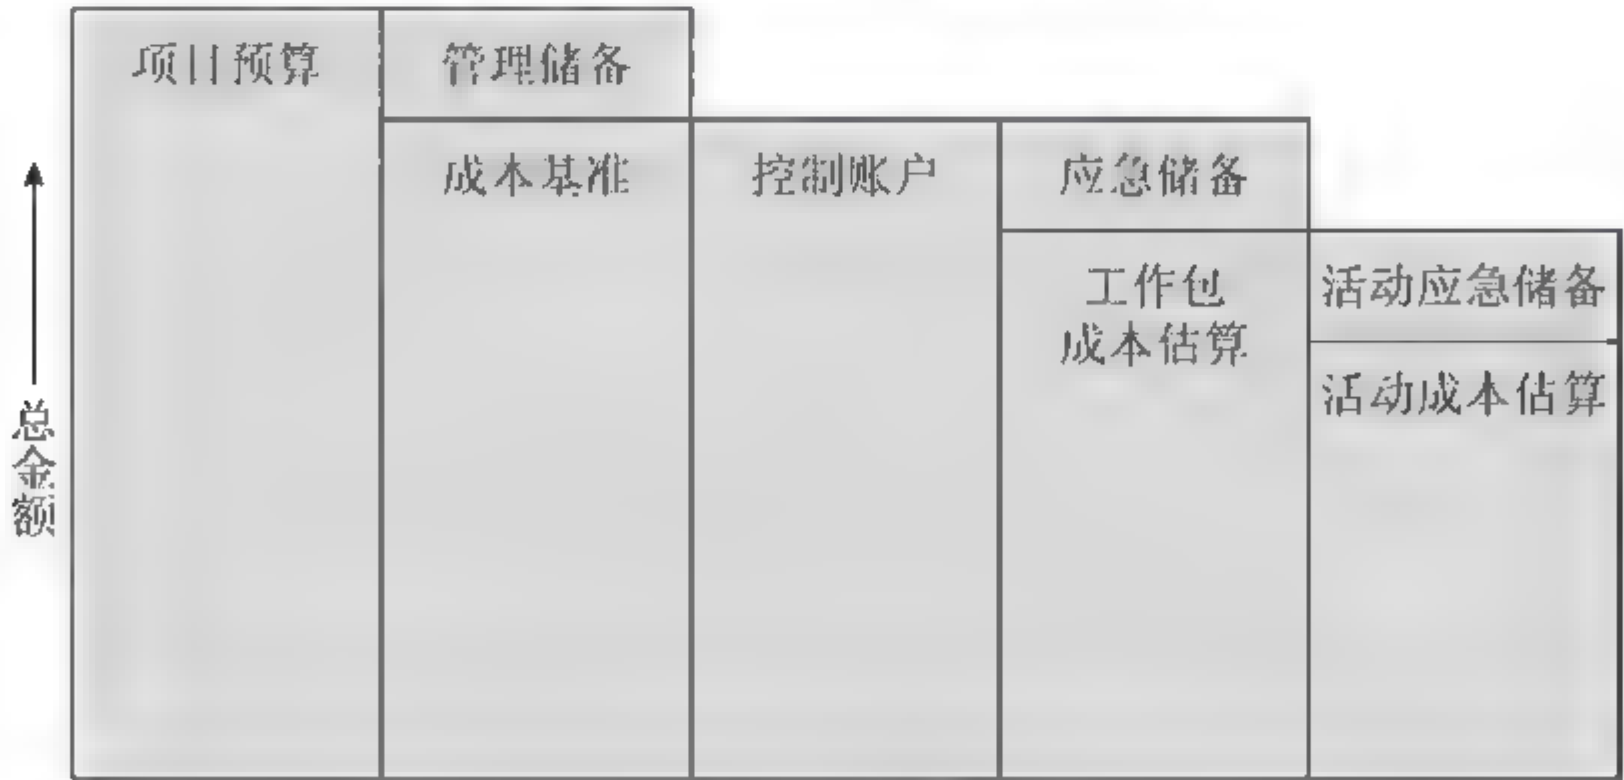 项目预算
管理储备
成本基准
控制账户
应急储备
工作包
成本估算
活动应急储备
活动成本估算
总金额